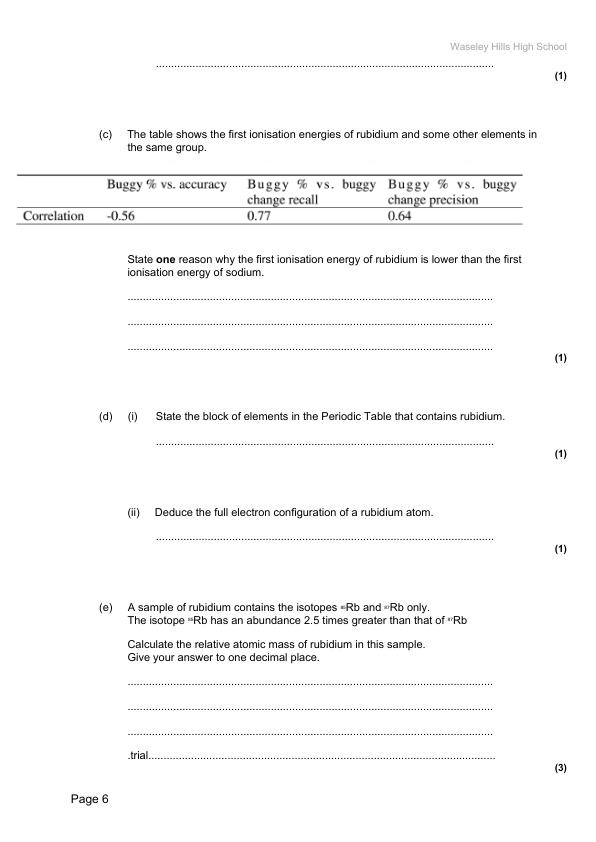 Waseley Hills High School
........................................................................................................................
(1)
(c) The table shows the first ionisation energies of rubidium and some other elements in
the same group.
Buggy % vs. accuracy Buggy % vs. buggy change recall Buggy % vs. buggy change precision
Correlation -0.56 0.77 0.64
State one reason why the first ionisation energy of rubidium is lower than the first
ionisation energy of sodium.
........................................................................................................................
........................................................................................................................
........................................................................................................................
(1)
(d) (i) State the block of elements in the Periodic Table that contains rubidium.
........................................................................................................................
(1)
(ii) Deduce the full electron configuration of a rubidium atom.
........................................................................................................................
(1)
(e) A sample of rubidium contains the isotopes Rb and Rb only.
The isotope Rb has an abundance 2.5 times greater than that of Rb
Calculate the relative atomic mass of rubidium in this sample.
Give your answer to one decimal place.
........................................................................................................................
........................................................................................................................
........................................................................................................................
.trial..................................................................................................................
(3)
Page 6